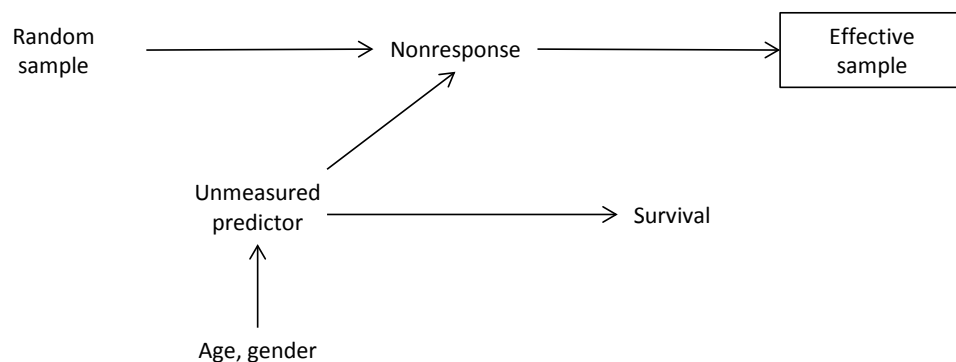 Random
sample
Nonresponse
Effective
sample
Unmeasured
predictor
Survival
Age, gender